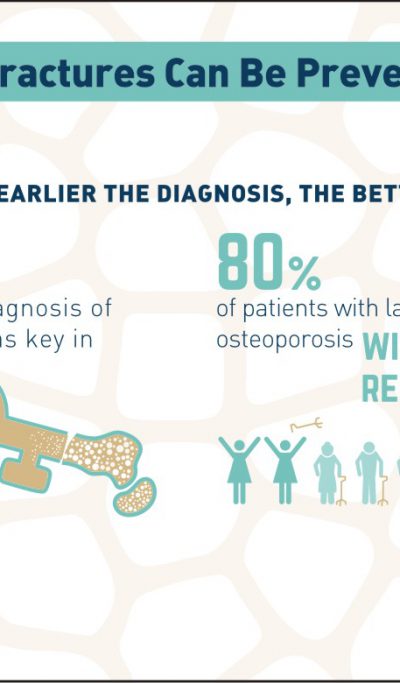 ractures Can Be Preve
EARLIER THE DIAGNOSIS, THE BETT
agnosis of
s key in
80%
of patients with la
osteoporosis WI
RE